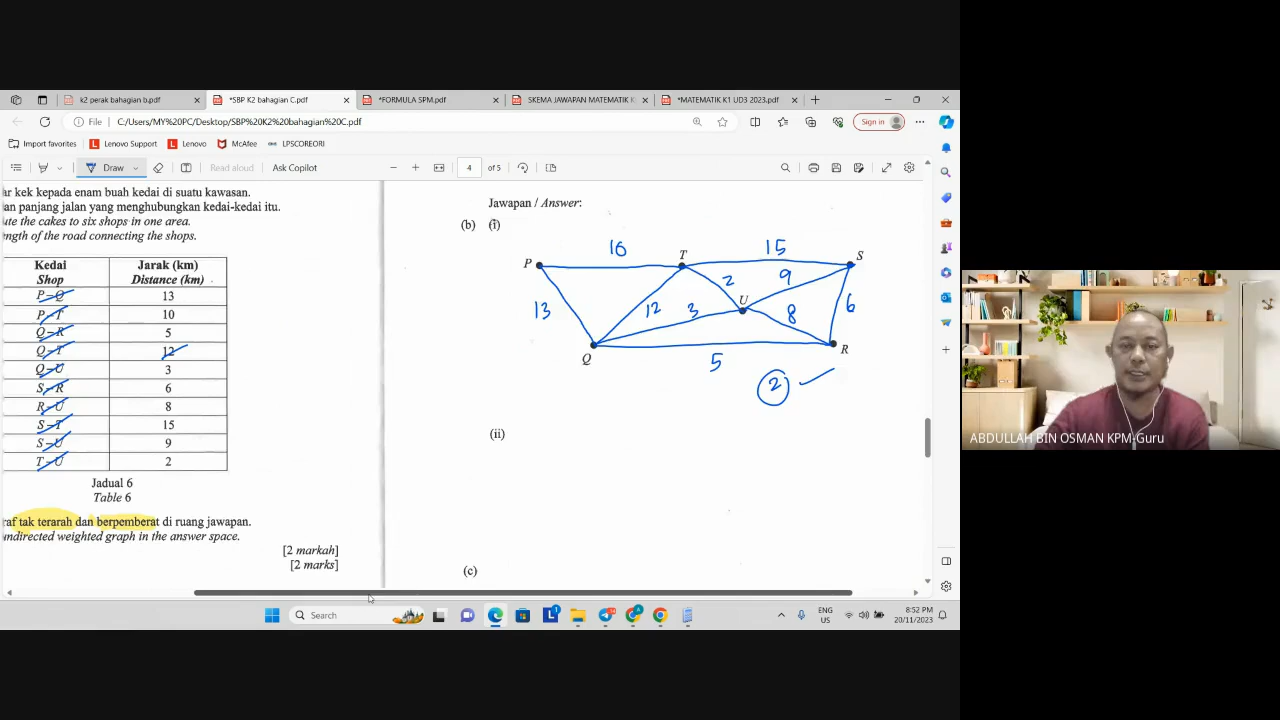 k2 perak bahagian b.pdf
*SBP K2 bahagian C.pdf
*FORMULA SPM.pdf
SKEMA JAWAPAN MATEMATIK K
*MATEMATIK K1 UD3 2023.pdf
File
C:/Users/MY%20PC/Desktop/SBP%20K2%20bahagian%20C.pdf
Sign in
Import favorites
Lenovo Support
Lenovo
McAfee
LPSCOREORI
Draw
Read aloud
Ask Copilot
4
of 5
ar kek kepada enam buah kedai di suatu kawasan.
an panjang jalan yang menghubungkan kedai-kedai itu.
ute the cakes to six shops in one area.
ngth of the road connecting the shops.
Kedai
Shop
Jarak (km)
Distance (km)
P – Q 13
P – T 10
Q – R 5
Q – T 12
Q – U 3
S – R 6
R – U 8
S – T 15
S – U 9
T – U 2
Jadual 6
Table 6
raf tak terarah dan berpemberat di ruang jawapan.
undirected weighted graph in the answer space.
[2 markah]
[2 marks]
Jawapan / Answer:
(b) (i)
10
15
P
T
S
2
9
U
13
12
3
8
6
Q
R
5
2
(ii)
(c)
Search
ENG
US
8:52 PM
20/11/2023
ABDULLAH BIN OSMAN KPM-Guru